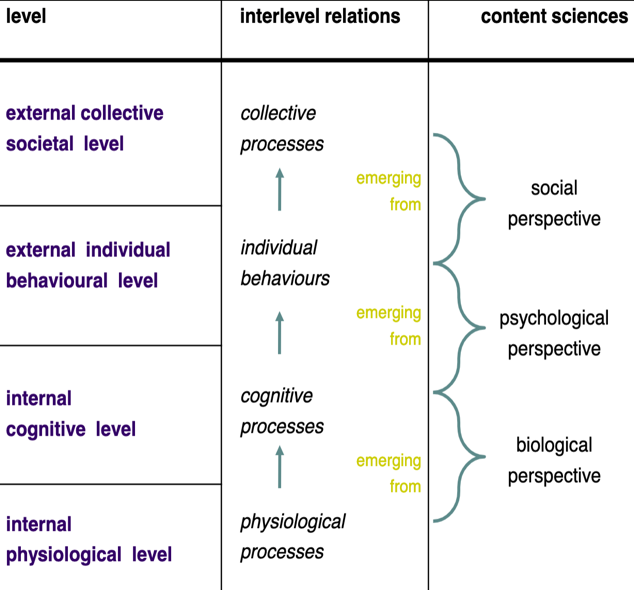 level
interlevel relations
content sciences
external collective
societal level
collective
processes
emerging
from
social
perspective
external individual
behavioural level
individual
behaviours
emerging
from
psychological
perspective
internal
cognitive level
cognitive
processes
emerging
from
biological
perspective
internal
physiological level
physiological
processes